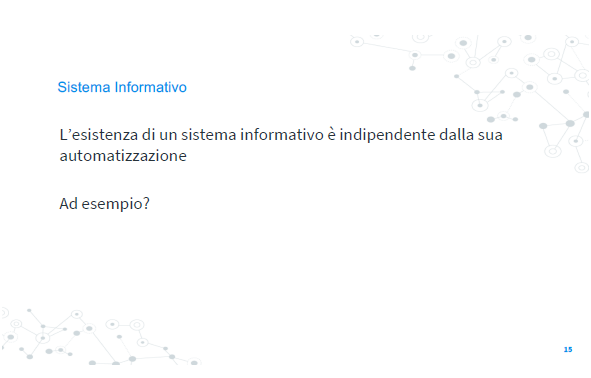 Sistema Informativo
L’esistenza di un sistema informativo è indipendente dalla sua
automatizzazione
Ad esempio?
15